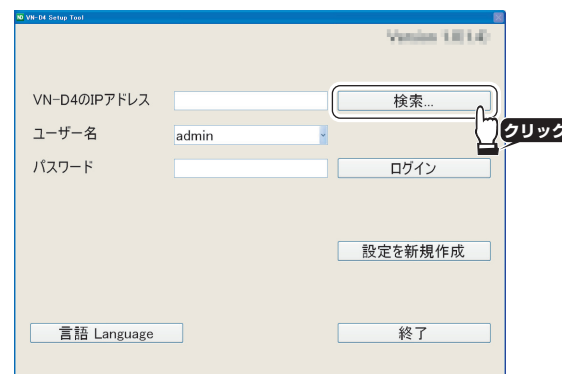 VN-D4 Setup Tool
VN-D4のIPアドレス
検索...
クリック
ユーザー名
admin
パスワード
ログイン
設定を新規作成
言語 Language
終了